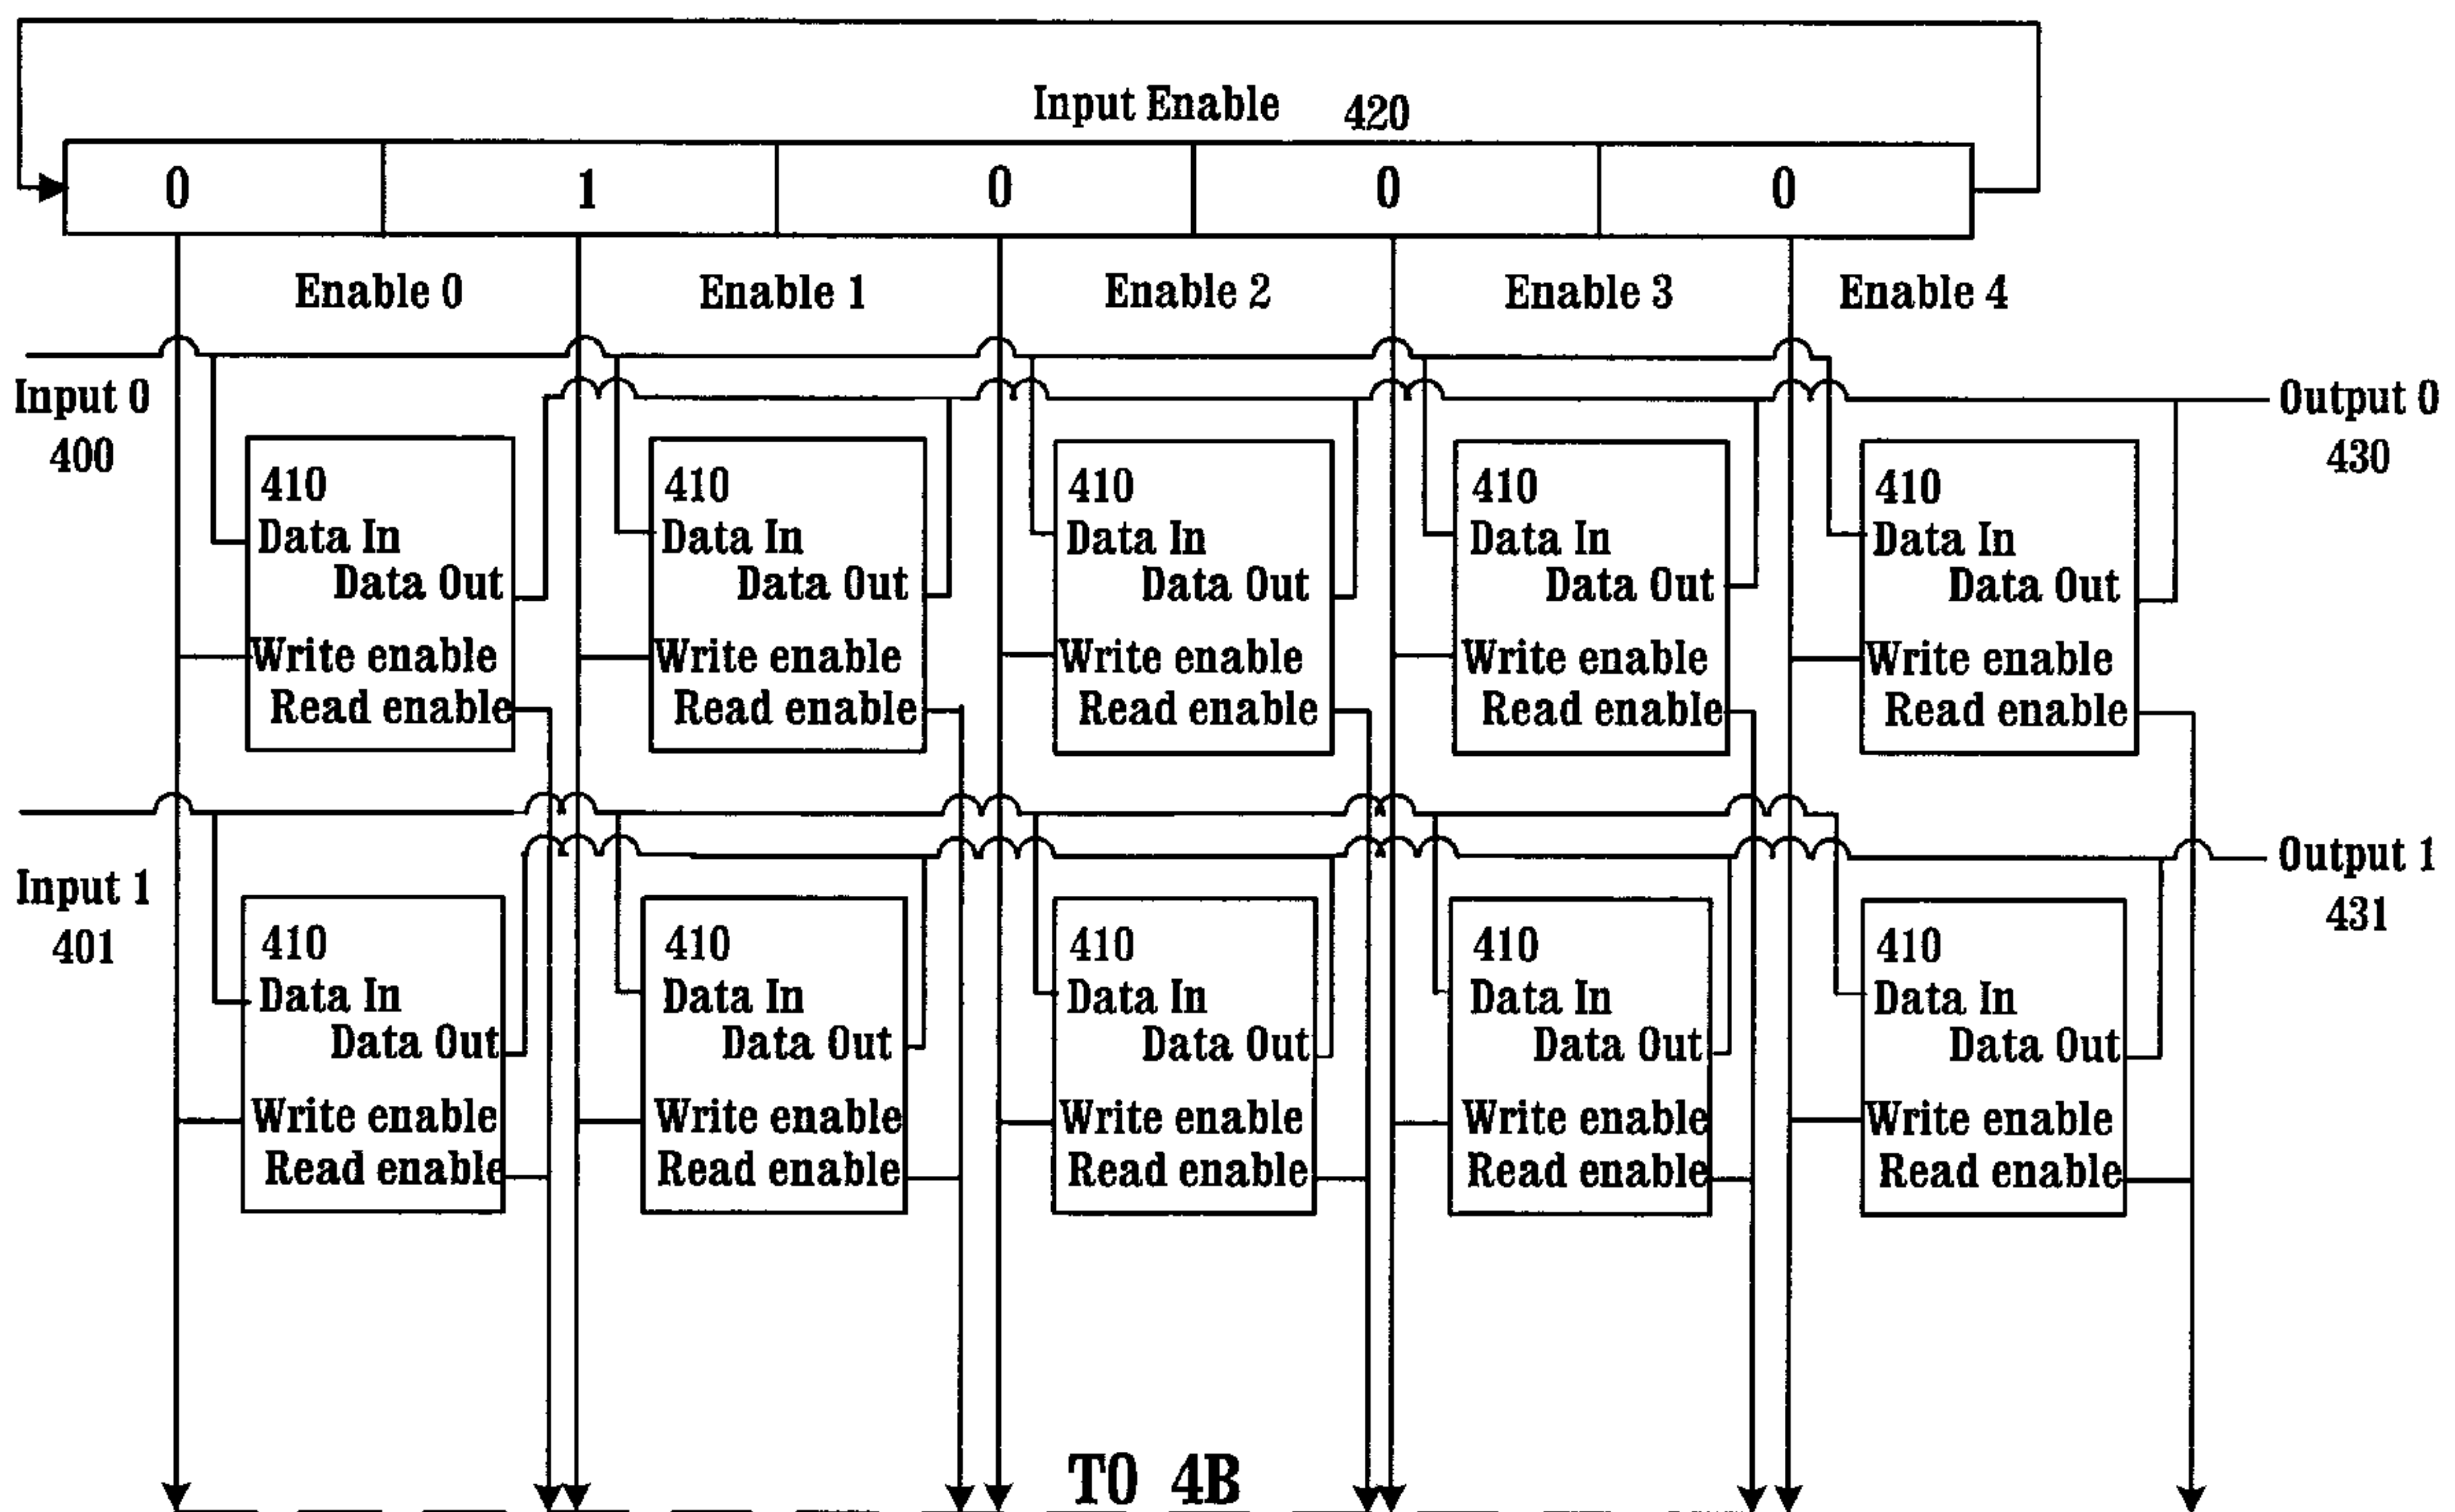 Input Enable 420
0 1 0 0 0
Enable 0 Enable 1 Enable 2 Enable 3 Enable 4
Input 0
400
Output 0
430
410 410 410 410 410
Data In Data In Data In Data In Data In
Data Out Data Out Data Out Data Out Data Out
Write enable Write enable Write enable Write enable Write enable
Read enable Read enable Read enable Read enable Read enable
Input 1
401
Output 1
431
410 410 410 410 410
Data In Data In Data In Data In Data In
Data Out Data Out Data Out Data Out Data Out
Write enable Write enable Write enable Write enable Write enable
Read enable Read enable Read enable Read enable Read enable
TO 4B